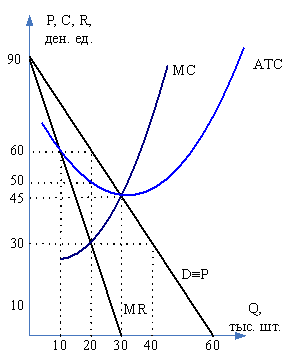 P, C, R,
ден. ед.
90
MC
ATC
60
50
45
30
D≡P
10
MR
Q,
тыс. шт.
10 20 30 40 60